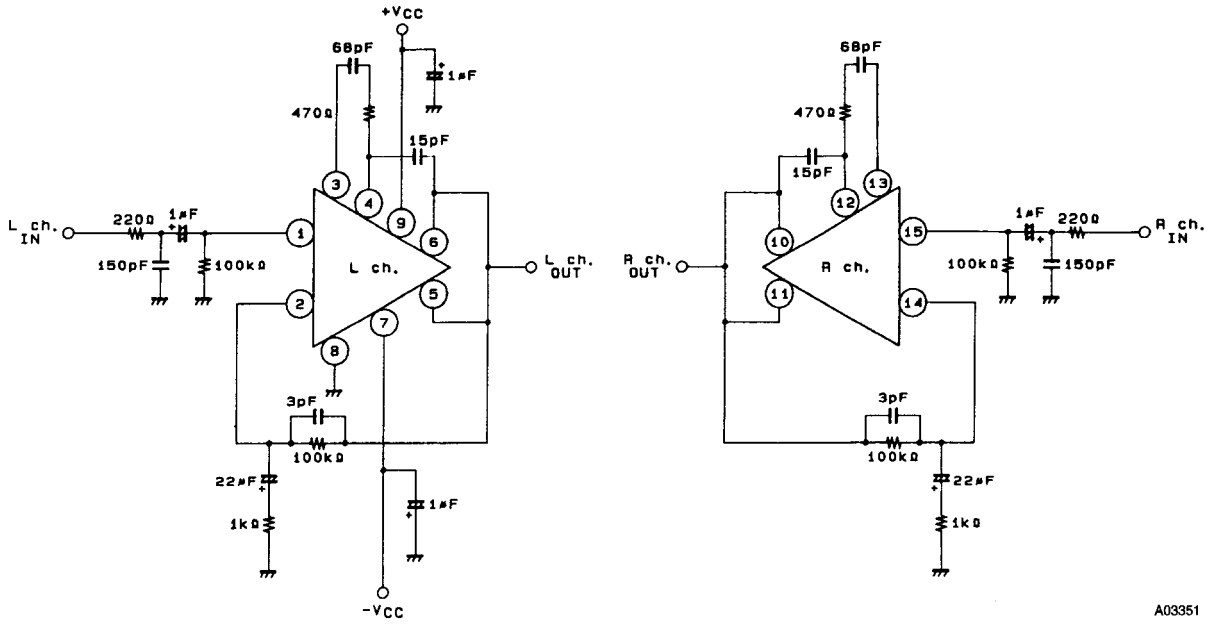 +VCC
68pF
1µF
470Ω
15pF
3
4
9
6
L ch.
IN
220Ω
1µF
150pF
100kΩ
1
2
L ch.
5
7
8
L ch.
OUT
3pF
100kΩ
22µF
1kΩ
1µF
-VCC
68pF
470Ω
15pF
13
12
10
11
R ch.
OUT
R ch.
15
14
1µF
220Ω
R ch.
IN
100kΩ
150pF
3pF
100kΩ
22µF
1kΩ
A03351